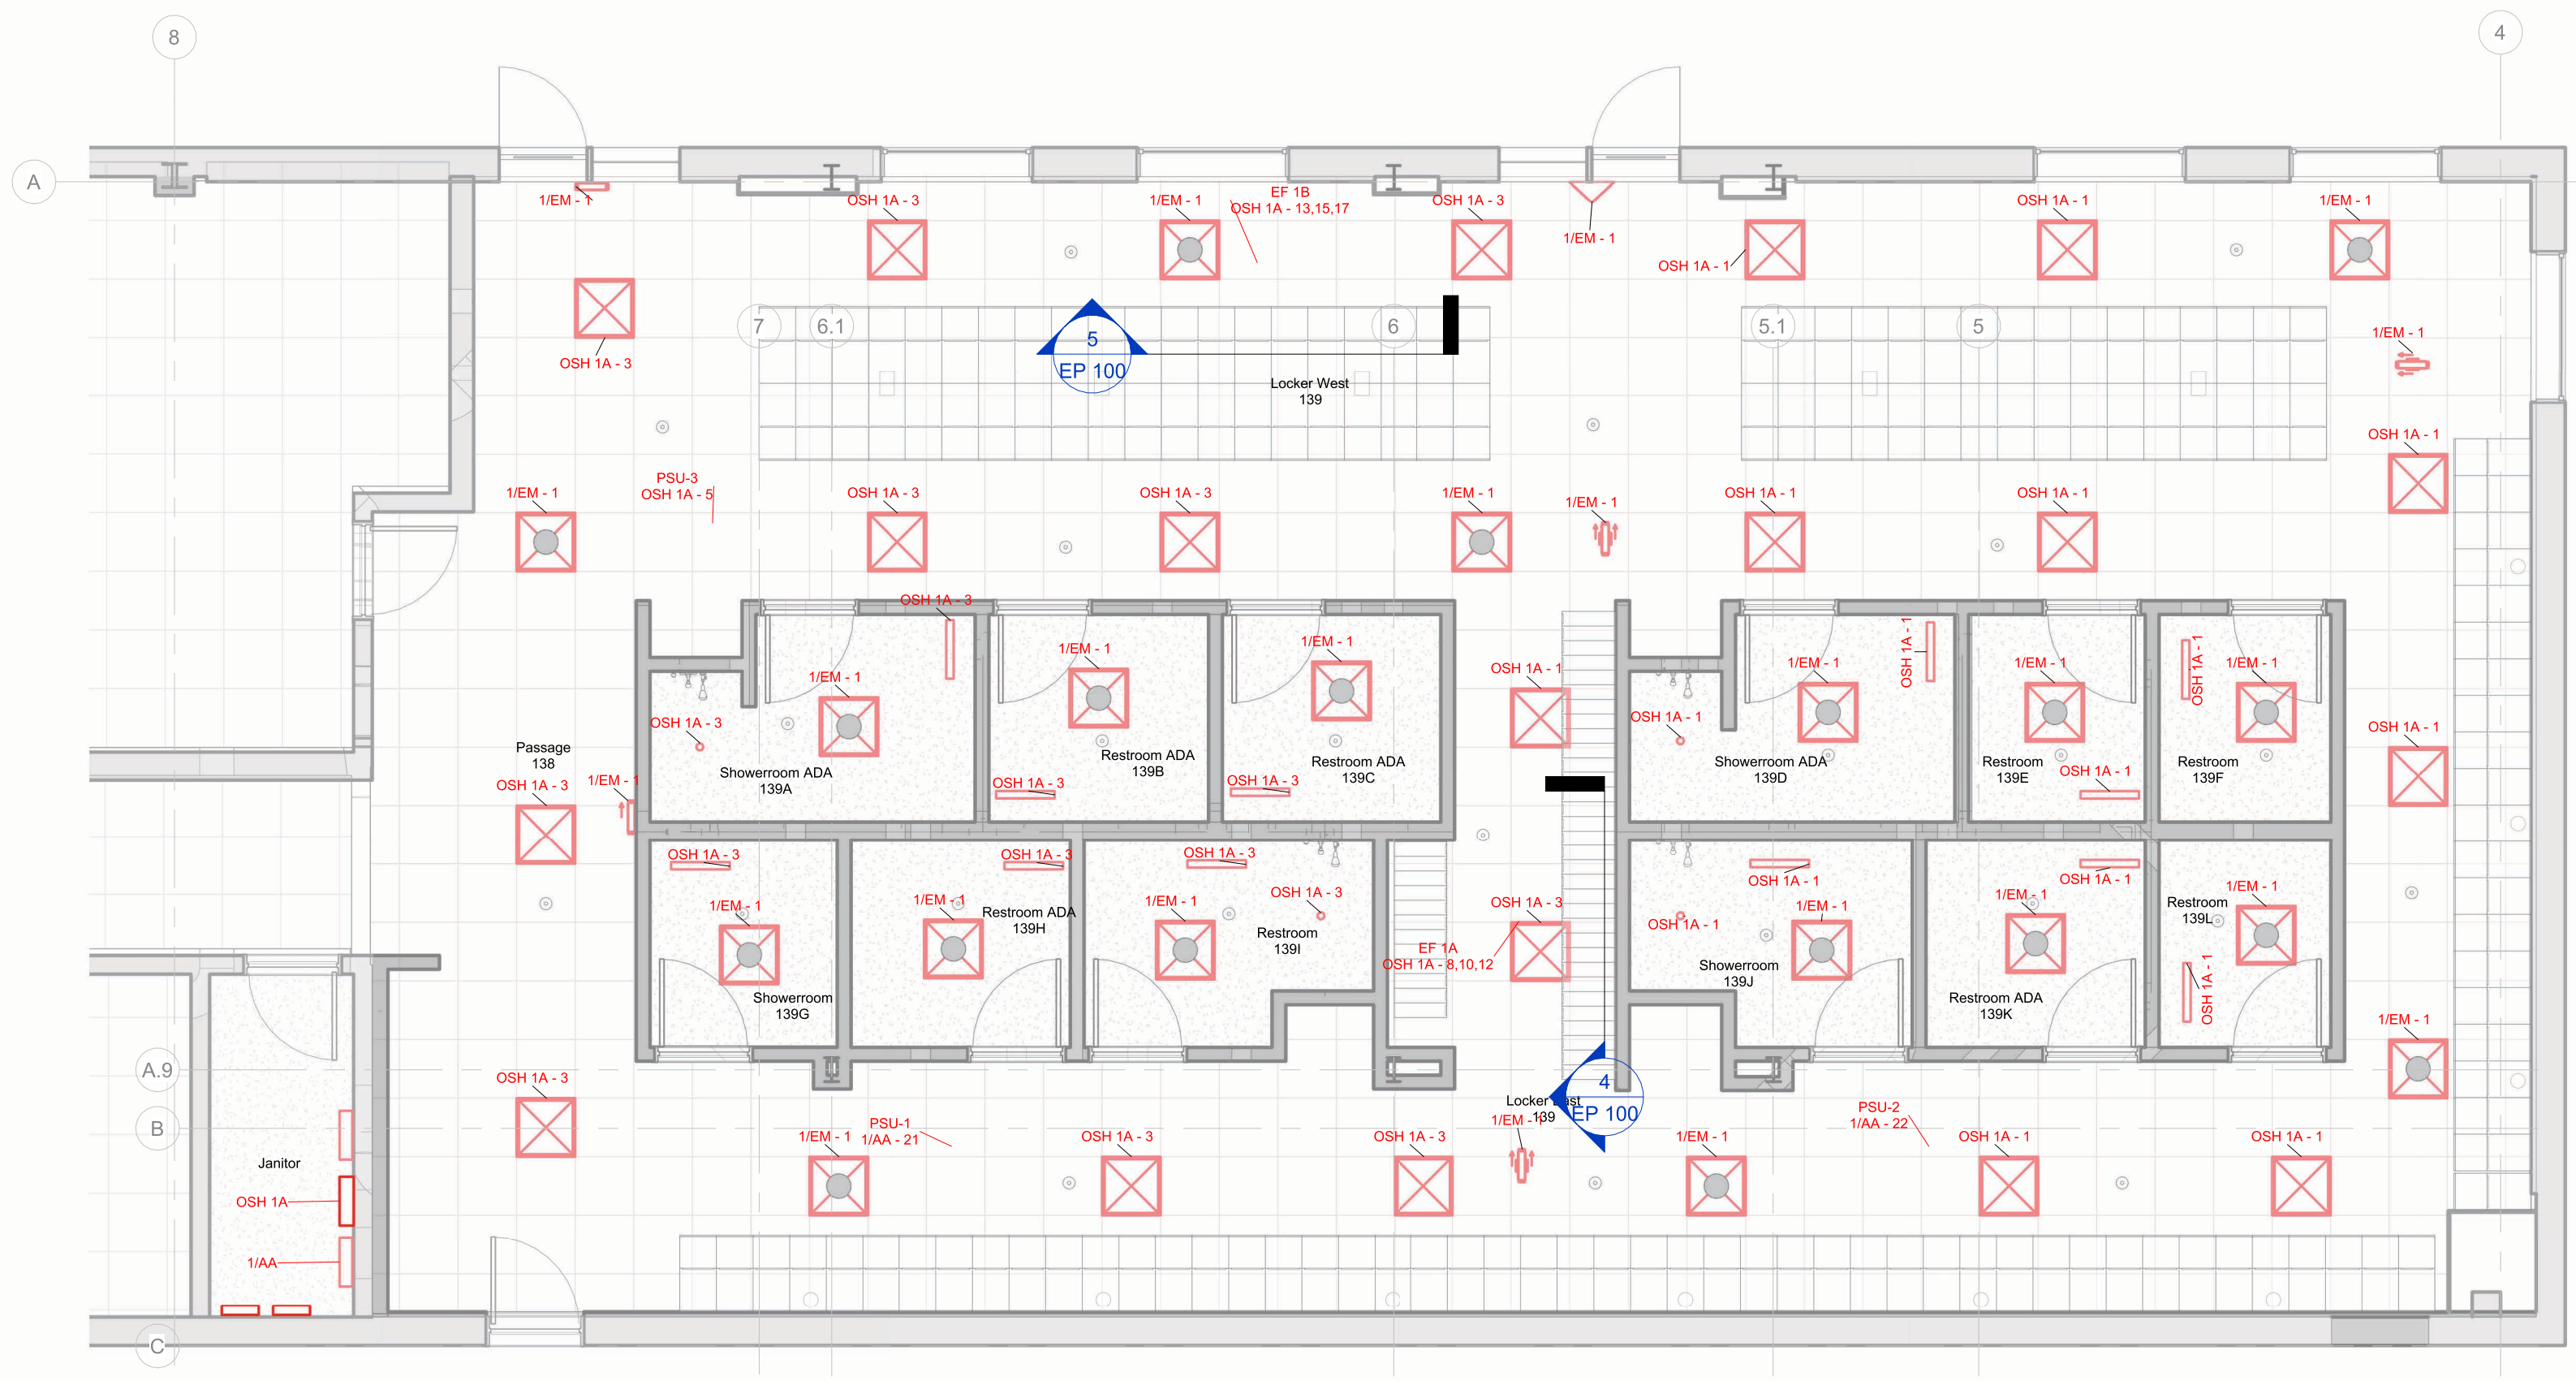 8
4
A
1/EM - 1
OSH 1A - 3
1/EM - 1
EF 1B
OSH 1A - 13,15,17
OSH 1A - 3
1/EM - 1
OSH 1A - 1
OSH 1A - 1
1/EM - 1
OSH 1A - 3
7
6.1
5
EP 100
6
5.1
5
1/EM - 1
Locker West
139
OSH 1A - 1
1/EM - 1
PSU-3
OSH 1A - 5
OSH 1A - 3
OSH 1A - 3
1/EM - 1
1/EM - 1
OSH 1A - 1
OSH 1A - 1
OSH 1A - 3
1/EM - 1
1/EM - 1
1/EM - 1
OSH 1A - 1
1/EM - 1
OSH 1A - 1
1/EM - 1
OSH 1A - 1
1/EM - 1
OSH 1A - 3
OSH 1A - 1
OSH 1A - 1
Passage
138
OSH 1A - 3
1/EM - 1
Showerroom ADA
139A
Restroom ADA
139B
OSH 1A - 3
Restroom ADA
139C
OSH 1A - 3
Showerroom ADA
139D
Restroom
139E
OSH 1A - 1
Restroom
139F
OSH 1A - 3
OSH 1A - 3
OSH 1A - 3
OSH 1A - 1
OSH 1A - 1
1/EM - 1
1/EM - 1
1/EM - 1
OSH 1A - 3
OSH 1A - 3
1/EM - 1
1/EM - 1
1/EM - 1
Restroom ADA
139H
Restroom
139I
OSH 1A - 1
Restroom
139L
EF 1A
OSH 1A - 8,10,12
Showerroom
139J
Showerroom
139G
Restroom ADA
139K
OSH 1A - 1
1/EM - 1
A.9
OSH 1A - 3
4
EP 100
Locker East
139
1/EM - 1
B
PSU-1
1/AA - 21
1/EM - 1
OSH 1A - 3
OSH 1A - 3
1/EM - 1
PSU-2
1/AA - 22
OSH 1A - 1
OSH 1A - 1
Janitor
OSH 1A
1/AA
C